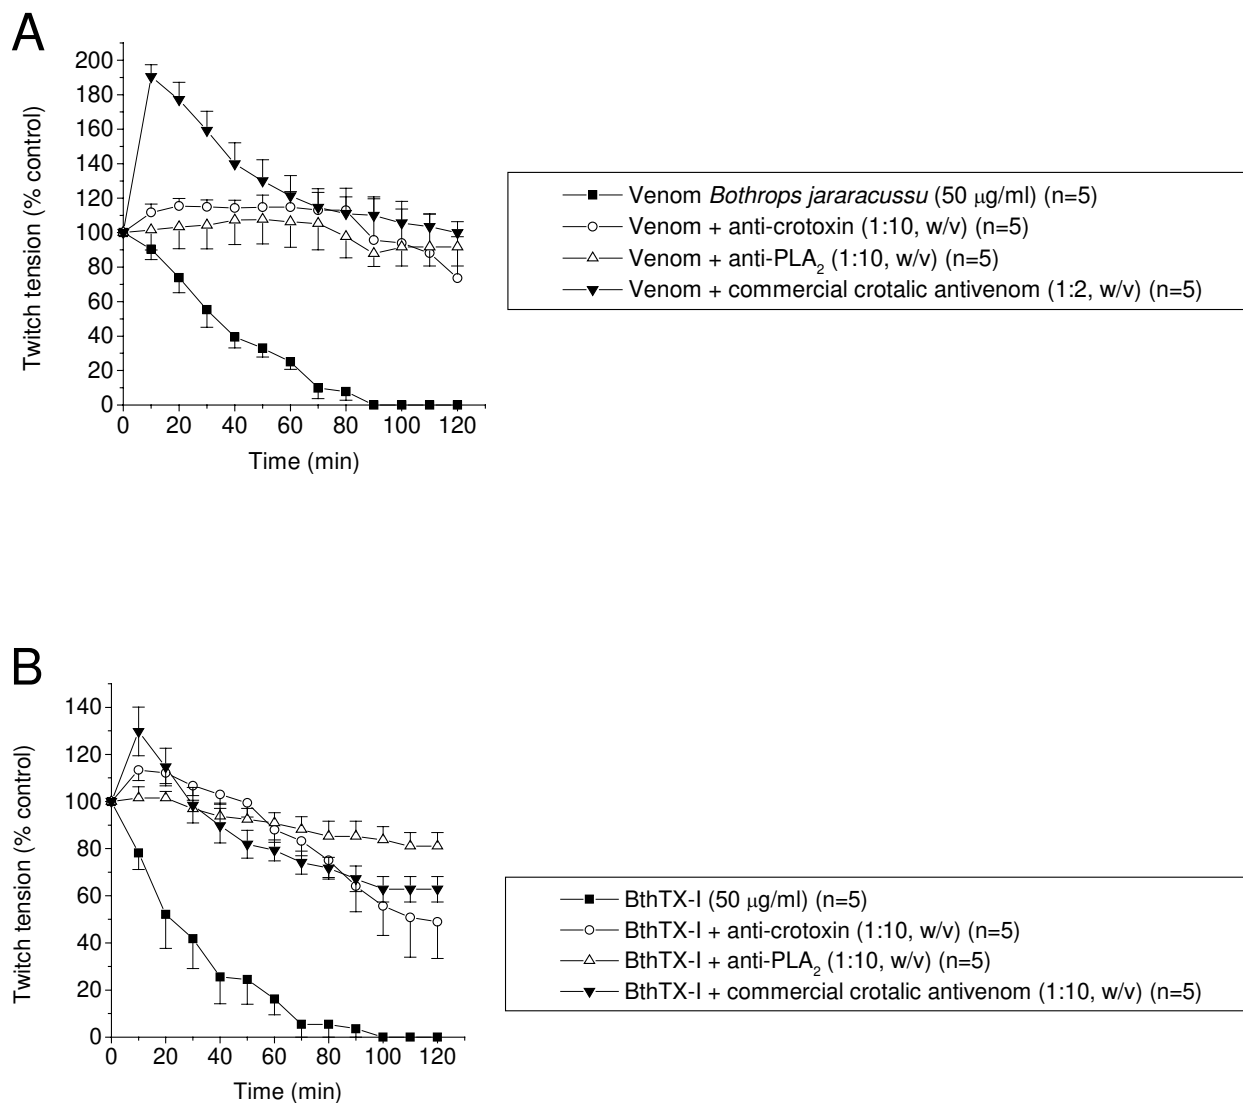 A
200
180
160
140
120
100
80
60
40
20
0
Twitch tension (% control)
0 20 40 60 80 100 120
Time (min)
Venom Bothrops jararacussu (50 μg/ml) (n=5)
Venom + anti-crotoxin (1:10, w/v) (n=5)
Venom + anti-PLA2 (1:10, w/v) (n=5)
Venom + commercial crotalic antivenom (1:2, w/v) (n=5)
B
140
120
100
80
60
40
20
0
Twitch tension (% control)
0 20 40 60 80 100 120
Time (min)
BthTX-I (50 μg/ml) (n=5)
BthTX-I + anti-crotoxin (1:10, w/v) (n=5)
BthTX-I + anti-PLA2 (1:10, w/v) (n=5)
BthTX-I + commercial crotalic antivenom (1:10, w/v) (n=5)